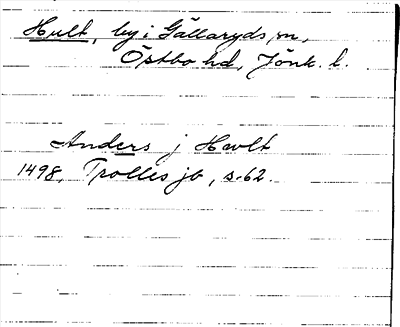 Hult, by i Gällaryds sn,
Östbo hd, Jönk. l.
Anders j Hwlt
1498, Trolles jb, s. 62.